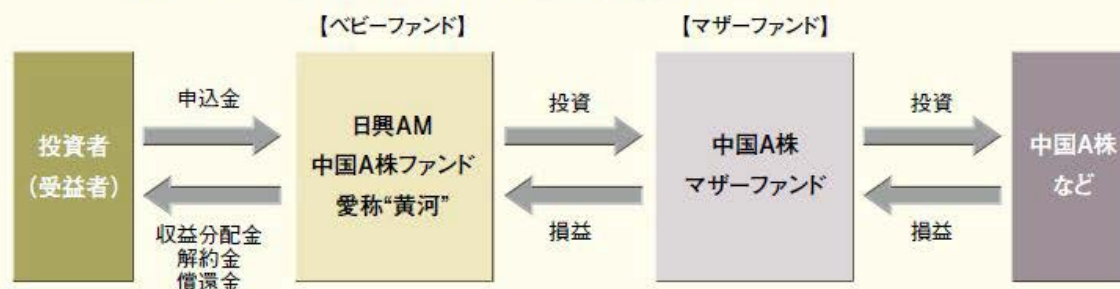 【ベビーファンド】
【マザーファンド】
投資者
（受益者）
申込金
収益分配金
解約金
償還金
日興AM
中国A株ファンド
愛称“黄河”
投資
損益
中国A株
マザーファンド
投資
損益
中国A株
など